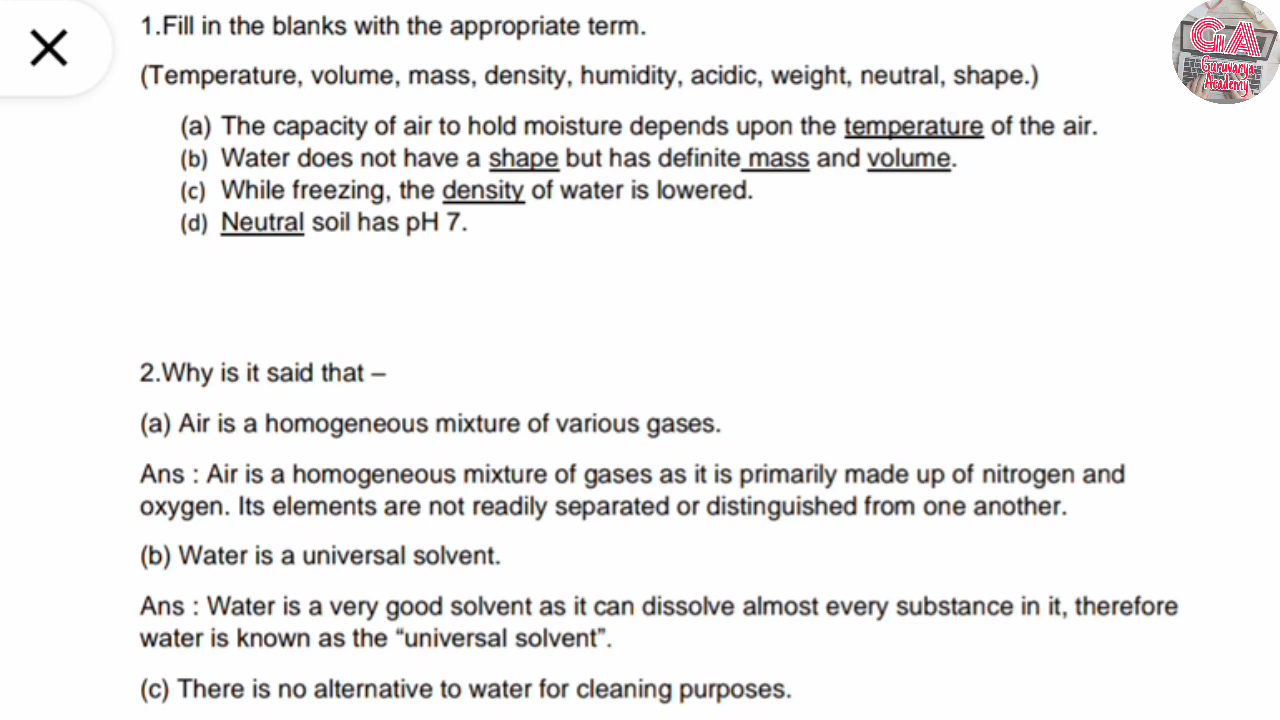 1.Fill in the blanks with the appropriate term.
(Temperature, volume, mass, density, humidity, acidic, weight, neutral, shape.)
(a) The capacity of air to hold moisture depends upon the temperature of the air.
(b) Water does not have a shape but has definite mass and volume.
(c) While freezing, the density of water is lowered.
(d) Neutral soil has pH 7.
2.Why is it said that –
(a) Air is a homogeneous mixture of various gases.
Ans : Air is a homogeneous mixture of gases as it is primarily made up of nitrogen and
oxygen. Its elements are not readily separated or distinguished from one another.
(b) Water is a universal solvent.
Ans : Water is a very good solvent as it can dissolve almost every substance in it, therefore
water is known as the “universal solvent”.
(c) There is no alternative to water for cleaning purposes.
GA
Academy